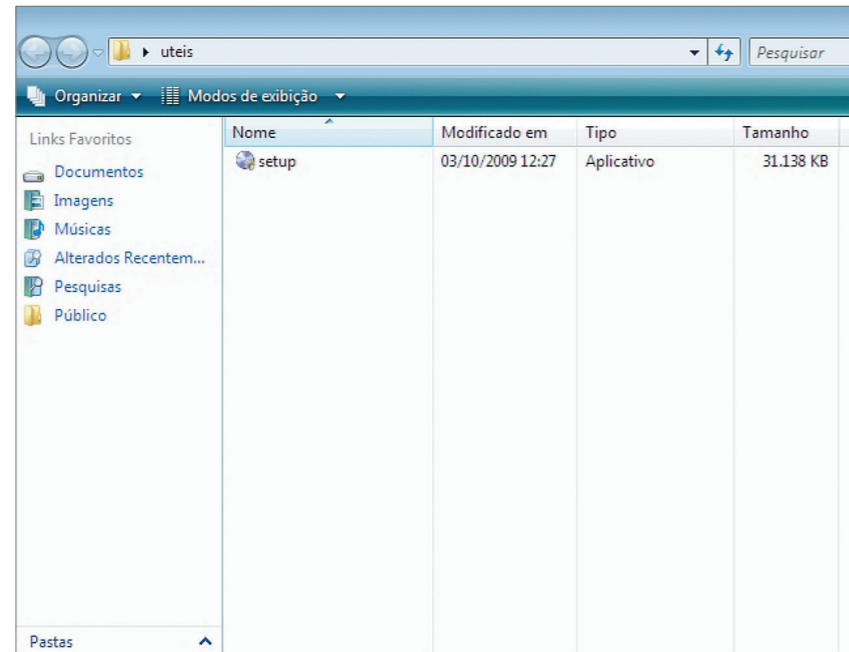 uteis
Pesquisar
Organizar
Modos de exibição
Links Favoritos
Documentos
Imagens
Músicas
Alterados Recentem...
Pesquisas
Público
Pastas
Nome Modificado em Tipo Tamanho
setup 03/10/2009 12:27 Aplicativo 31.138 KB